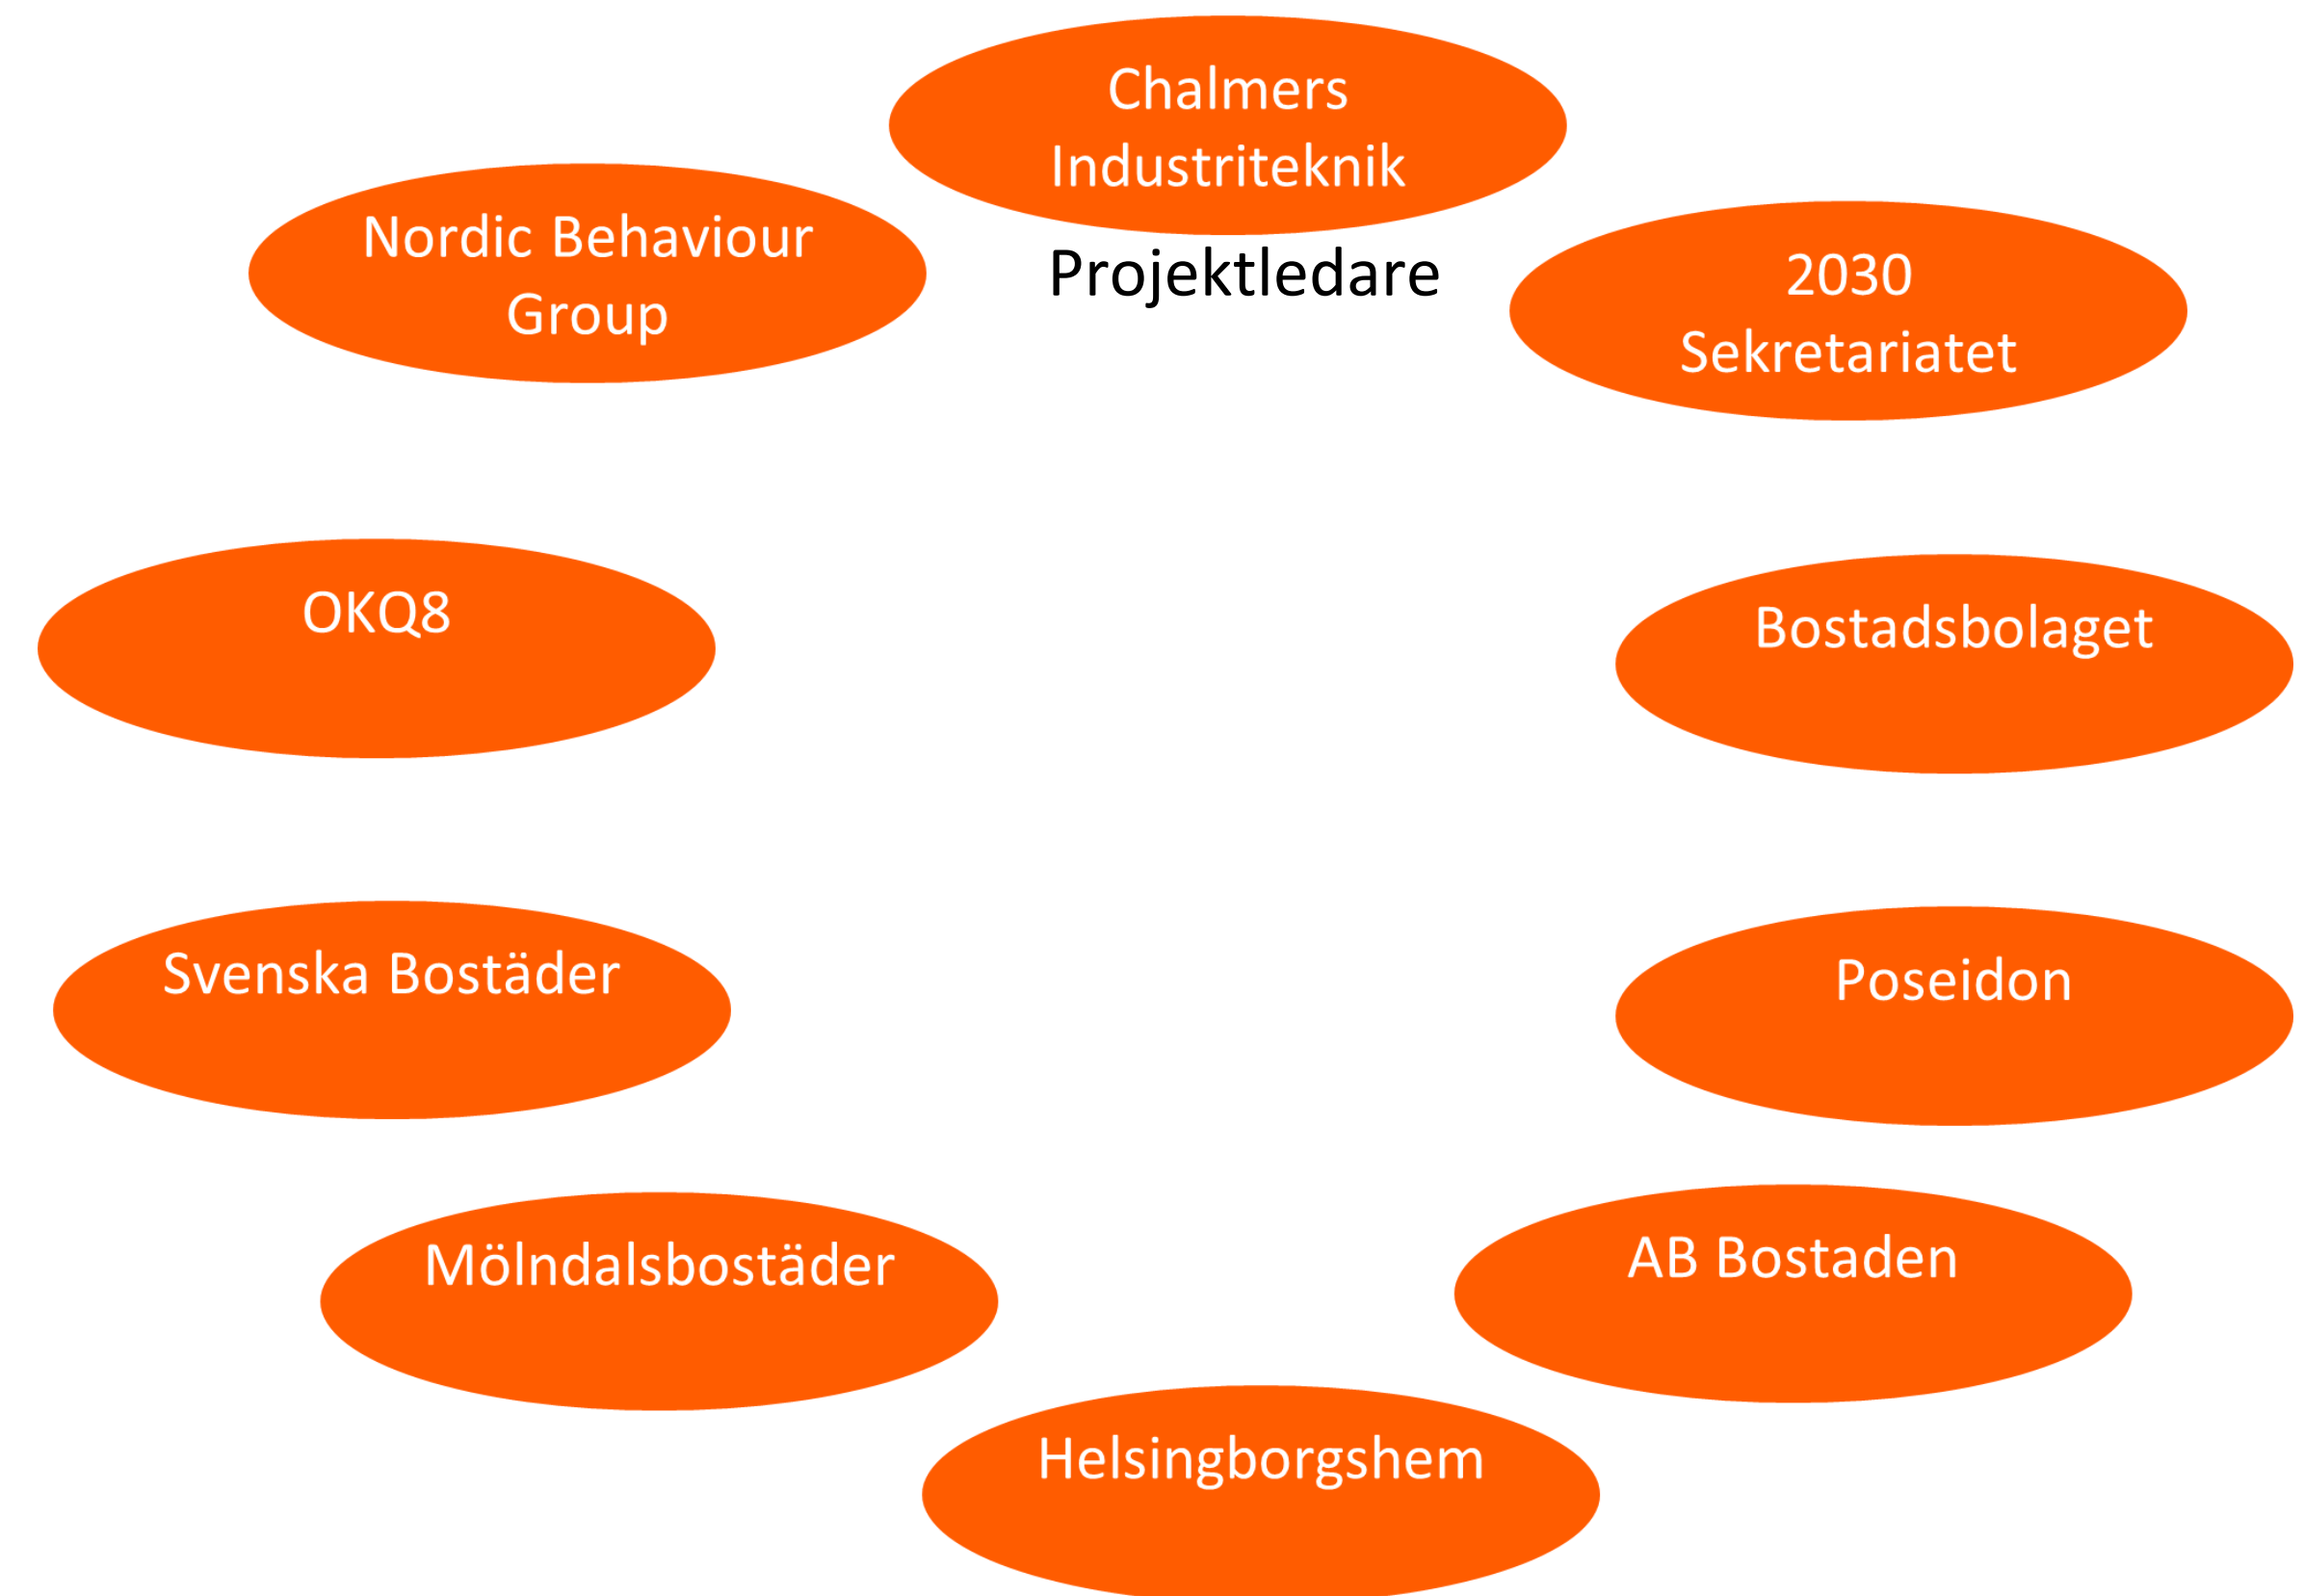 Chalmers
Industriteknik
Projektledare
Nordic Behaviour
Group
2030
Sekretariatet
OKQ8
Bostadsbolaget
Svenska Bostäder
Poseidon
Mölndalsbostäder
AB Bostaden
Helsingborgshem